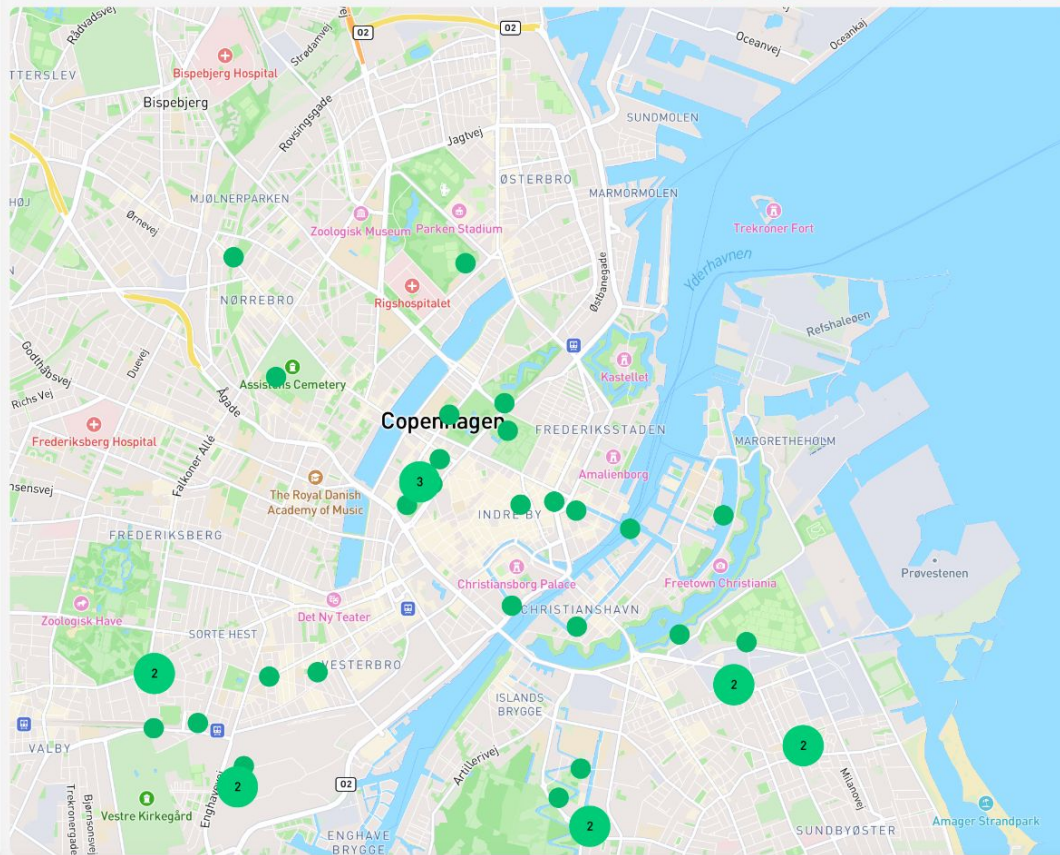 Rådvadsvej
Strødamvej
02
02
Oceanvej
Oceankaj
TTERSLEV
Bispebjerg Hospital
Bispebjerg
Rovsingsgade
Jagtvej
SUNDMOLEN
ØSTERBRO
MARMORMOLEN
HØJ
Ørnevej
MJØLNERPARKEN
Zoologisk Museum
Parken Stadium
Trekroner Fort
Yderhavnen
Østbanegade
NØRREBRO
Rigshospitalet
Refshaleøen
Godthåbsvej
Duevej
Kastellet
Richs Vej
Ågade
Assistens Cemetery
Copenhagen
FREDERIKSSTADEN
MARGRETHEHOLM
Frederiksberg Hospital
Falkoner Allé
Amalienborg
nsensvej
The Royal Danish
Academy of Music
3
INDRE BY
FREDERIKSBERG
Christiansborg Palace
Freetown Christiania
Prøvestenen
Zoologisk Have
Det Ny Teater
CHRISTIANSHAVN
SORTE HEST
VESTERBRO
2
2
ISLANDS
BRYGGE
VALBY
2
Artillerivej
Enghavevej
2
02
Milanovej
Trekronergade
Bjørnsonsvej
Vestre Kirkegård
2
SUNDBYØSTER
Amager Strandpark
ENGHAVE
BRYGGE